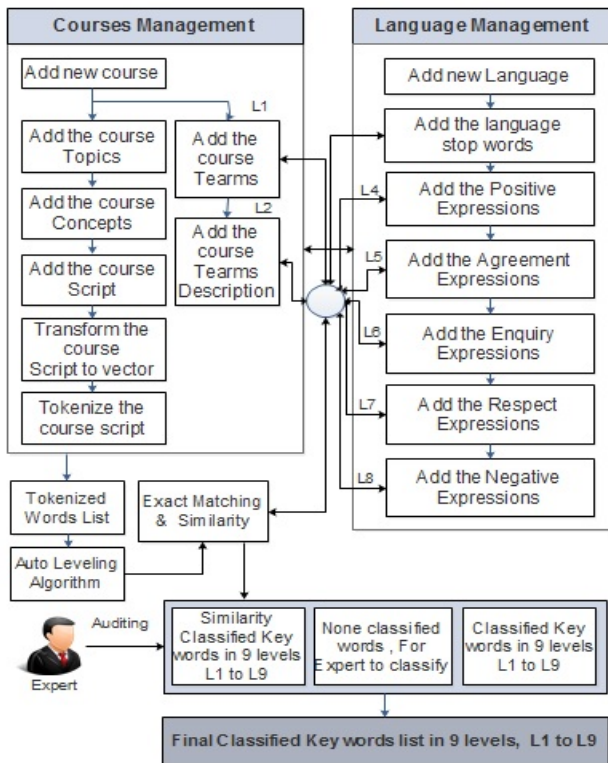 Courses Management
Add new course
L1
Add the course
Topics
Add the
course
Tearms
L2
Add the course
Concepts
Add the
course
Tearms
Description
Add the course
Script
Transform the
course
Script to vector
Tokenize the
course script
Language Management
Add new Language
Add the language
stop words
L4
Add the Positive
Expressions
L5
Add the Agreement
Expressions
L6
Add the Enquiry
Expressions
L7
Add the Respect
Expressions
L8
Add the Negative
Expressions
Tokenized
Words List
Exact Matching
& Similarity
Auto Leveling
Algorithm
Auditing
Expert
Similarity
Classified Key
words in 9 levels
L1 to L9
None classified
words , For
Expert to classify
Classified Key
words in 9 levels
L1 to L9
Final Classified Key words list in 9 levels, L1 to L9